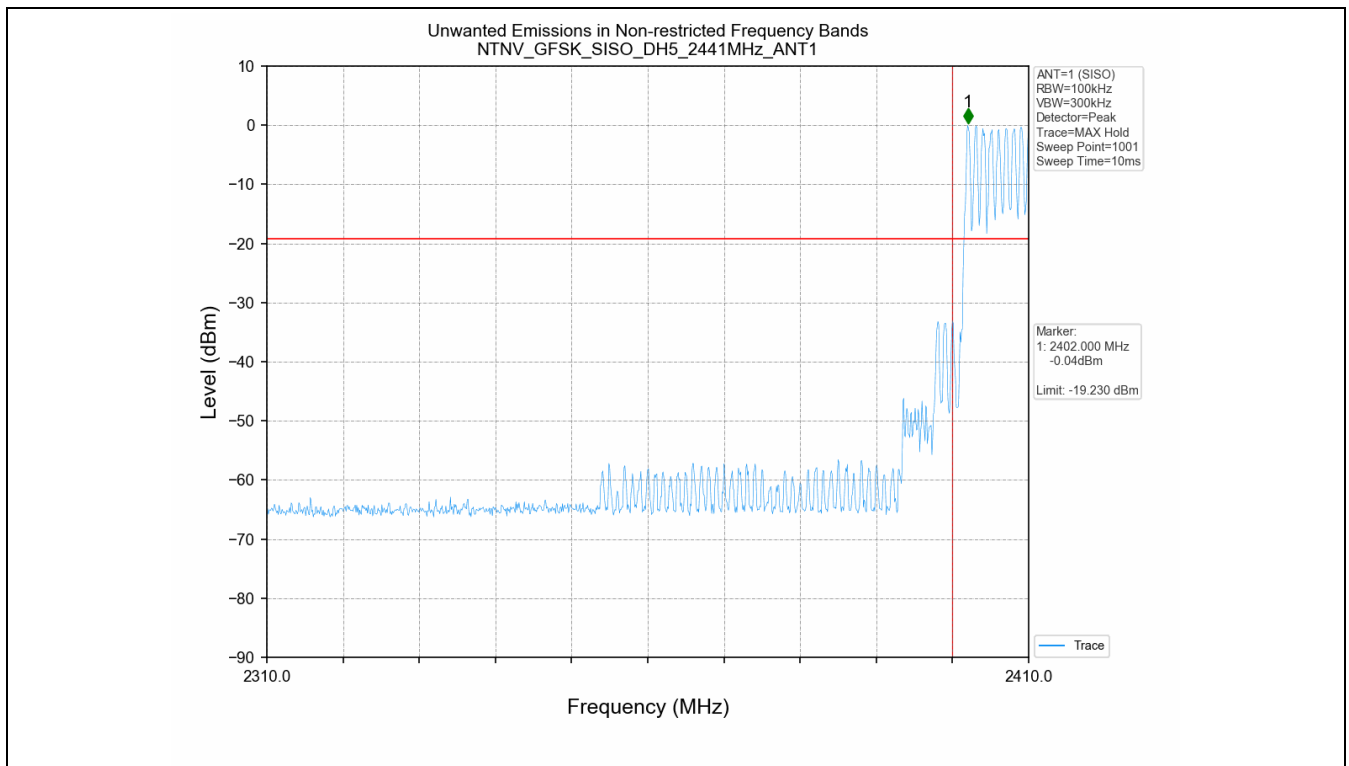 Unwanted Emissions in Non-restricted Frequency Bands
NTNV_GFSK_SISO_DH5_2441MHz_ANT1
10
0
−10
−20
−30
−40
−50
−60
−70
−80
−90
Level (dBm)
1
2310.0
2410.0
Frequency (MHz)
ANT=1 (SISO)
RBW=100kHz
VBW=300kHz
Detector=Peak
Trace=MAX Hold
Sweep Point=1001
Sweep Time=10ms
Marker:
1: 2402.000 MHz
-0.04dBm
Limit: -19.230 dBm
Trace